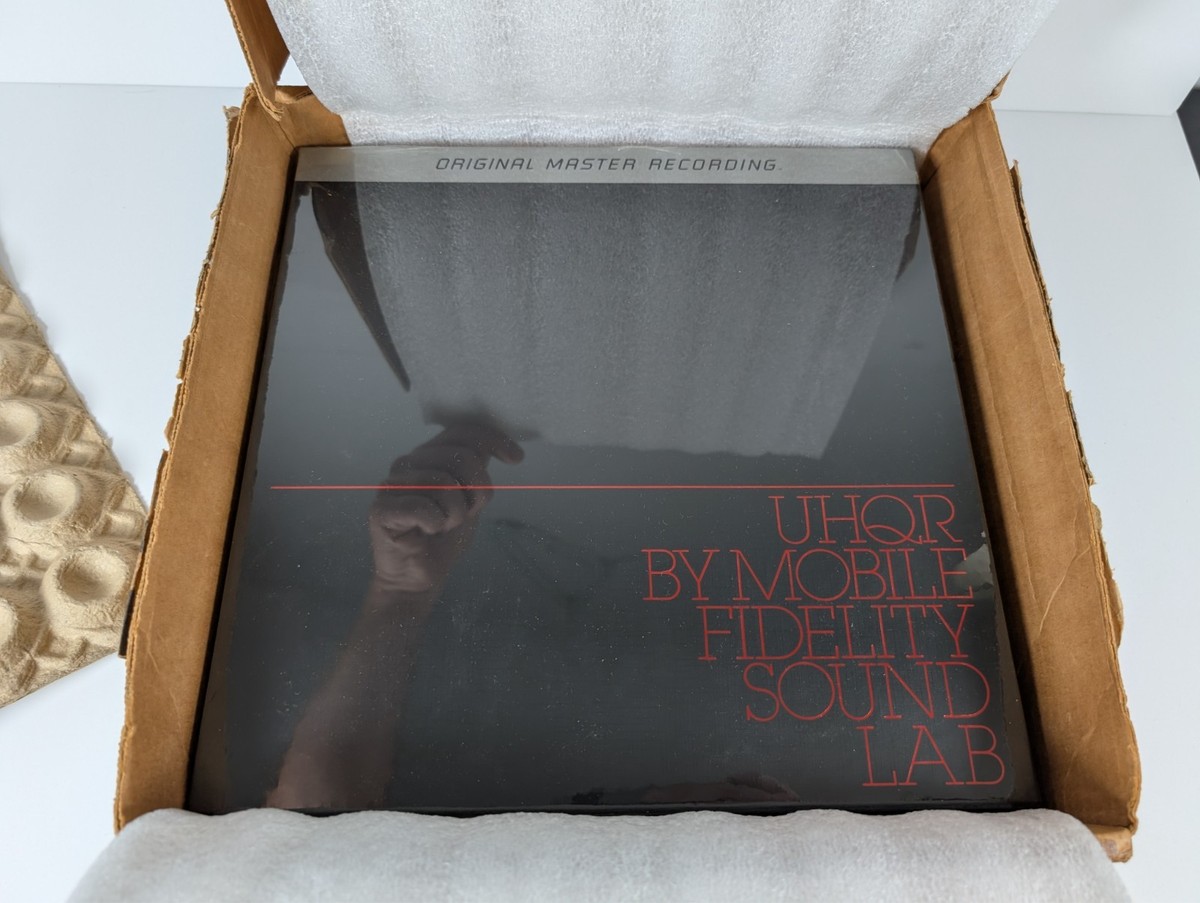 ORIGINAL MASTER RECORDING
UHQR
BY MOBILE
FIDELITY
SOUND
LAB